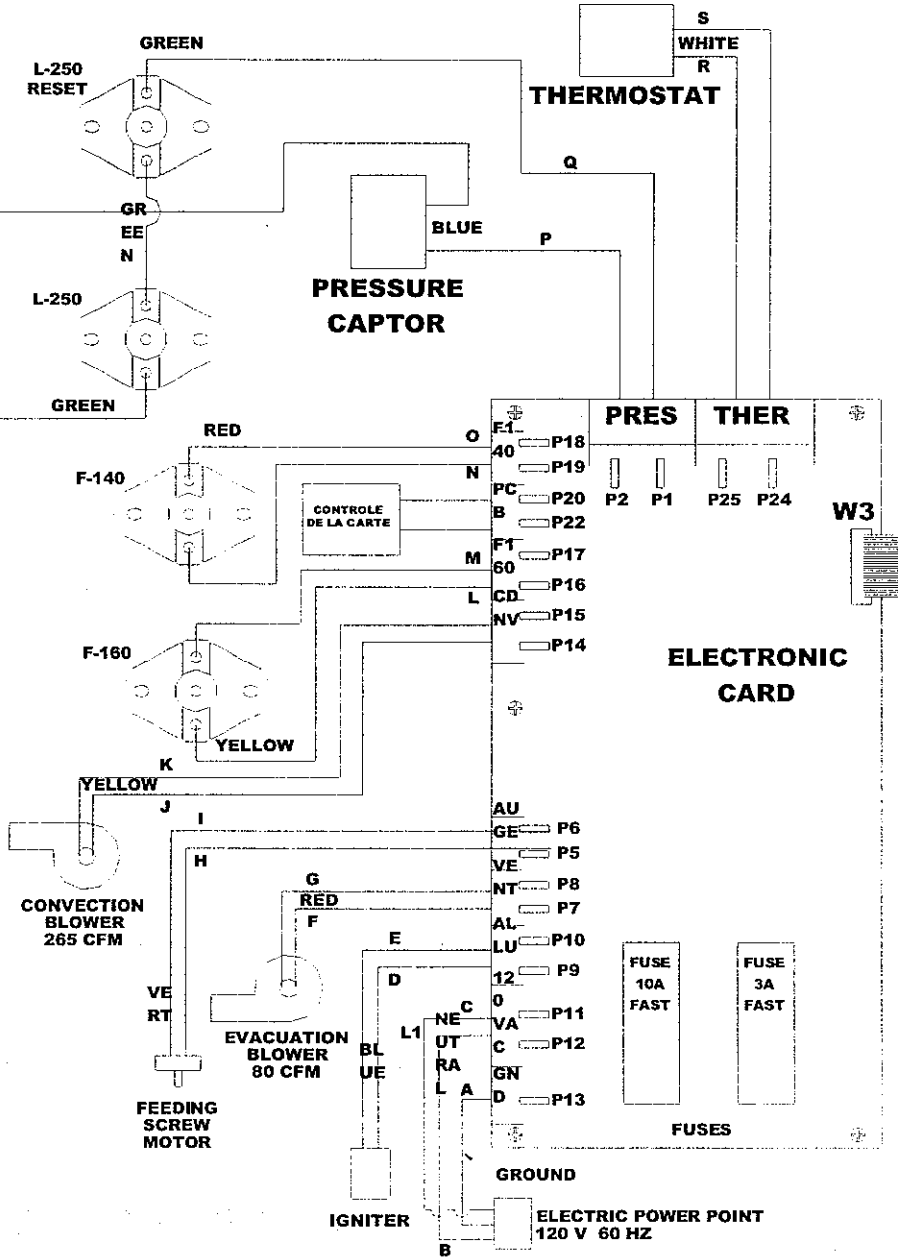 GREEN
S
WHITE
R
THERMOSTAT
L-250
RESET
Q
GR
EE
N
BLUE
P
PRESSURE
CAPTOR
L-250
GREEN
PRES
THER
RED
O
F1
40
P18
F-140
N
P19
PC
B
P20
P22
P2
P1
P25
P24
CONTROLE
DE LA CARTE
W3
M
F1
60
P17
L
P16
CD
NV
P15
P14
F-160
ELECTRONIC
CARD
YELLOW
K
YELLOW
J
I
AU
GE
P6
H
P5
VE
NT
P8
G
RED
F
P7
CONVECTION
BLOWER
265 CFM
AL
LU
P10
E
D
12
0
VA
C
P9
FUSE
10A
FAST
FUSE
3A
FAST
VE
RT
C
L1
NE
UT
RA
L
P11
P12
EVACUATION
BLOWER
80 CFM
BL
UE
GN
D
A
P13
FEEDING
SCREW
MOTOR
FUSES
GROUND
IGNITER
ELECTRIC POWER POINT
120 V 60 HZ
B